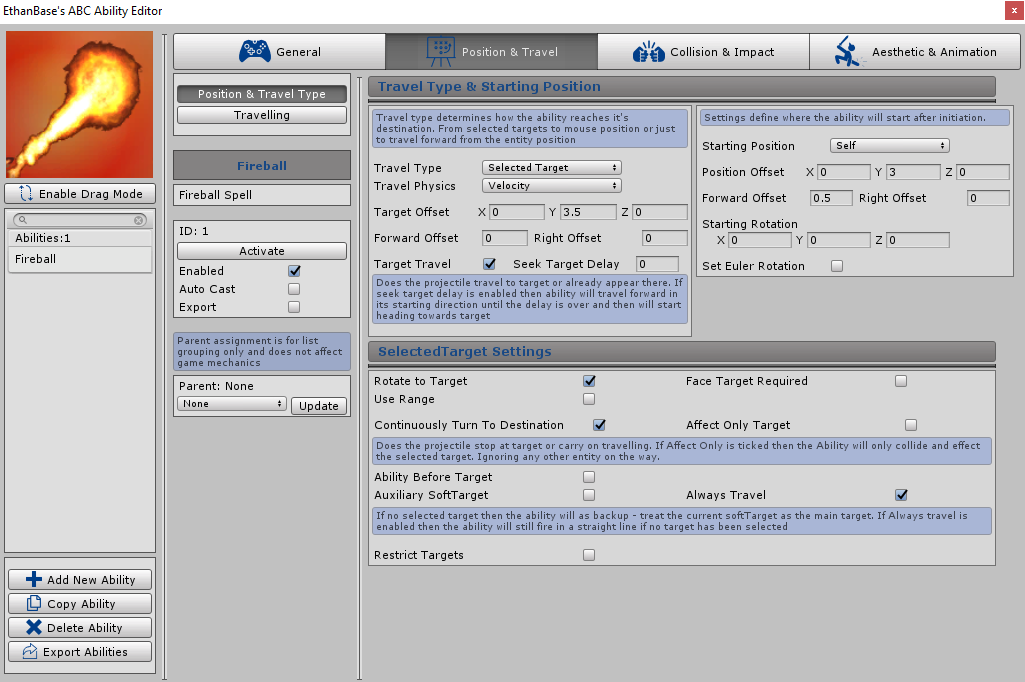 EthanBase's ABC Ability Editor
x
General
Position & Travel
Collision & Impact
Aesthetic & Animation
Enable Drag Mode
Abilities:1
Fireball
Add New Ability
Copy Ability
Delete Ability
Export Abilities
Position & Travel Type
Travelling
Fireball
Fireball Spell
ID: 1
Activate
Enabled
Auto Cast
Export
Parent assignment is for list
grouping only and does not affect
game mechanics
Parent: None
None
Update
Travel Type & Starting Position
Travel type determines how the ability reaches it's
destination. From selected targets to mouse position or just
to travel forward from the entity position
Travel Type Selected Target
Travel Physics Velocity
Target Offset X 0 Y 3.5 Z 0
Forward Offset 0 Right Offset 0
Target Travel Seek Target Delay 0
Does the projectile travel to target or already appear there. If
seek target delay is enabled then ability will travel forward in
its starting direction until the delay is over and then will start
heading towards target
Settings define where the ability will start after initiation.
Starting Position Self
Position Offset X 0 Y 3 Z 0
Forward Offset 0.5 Right Offset 0
Starting Rotation
X 0 Y 0 Z 0
Set Euler Rotation
SelectedTarget Settings
Rotate to Target Face Target Required
Use Range
Continuously Turn To Destination Affect Only Target
Does the projectile stop at target or carry on travelling. If Affect Only is ticked then the Ability will only collide and effect
the selected target. Ignoring any other entity on the way.
Ability Before Target
Auxiliary SoftTarget Always Travel
If no selected target then the ability will as backup - treat the current softTarget as the main target. If Always travel is
enabled then the ability will still fire in a straight line if no target has been selected
Restrict Targets